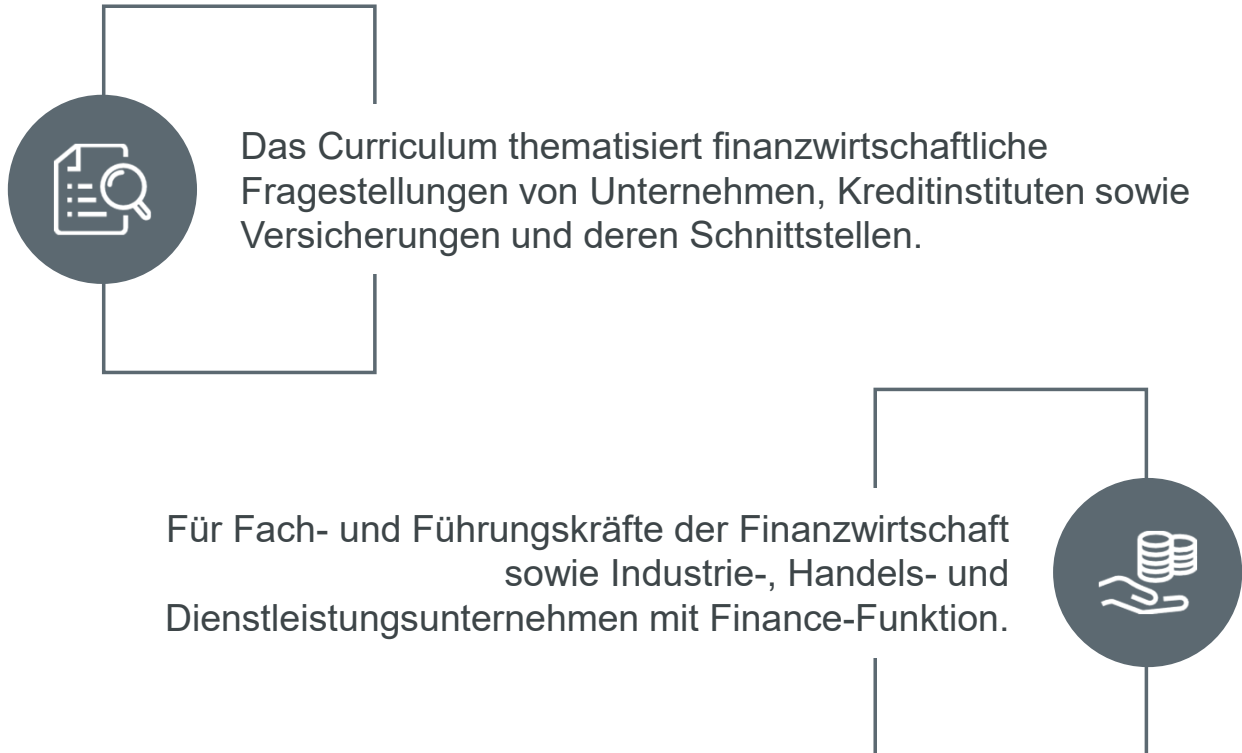 Das Curriculum thematisiert finanzwirtschaftliche
Fragestellungen von Unternehmen, Kreditinstituten sowie
Versicherungen und deren Schnittstellen.
Für Fach- und Führungskräfte der Finanzwirtschaft
sowie Industrie-, Handels- und
Dienstleistungsunternehmen mit Finance-Funktion.